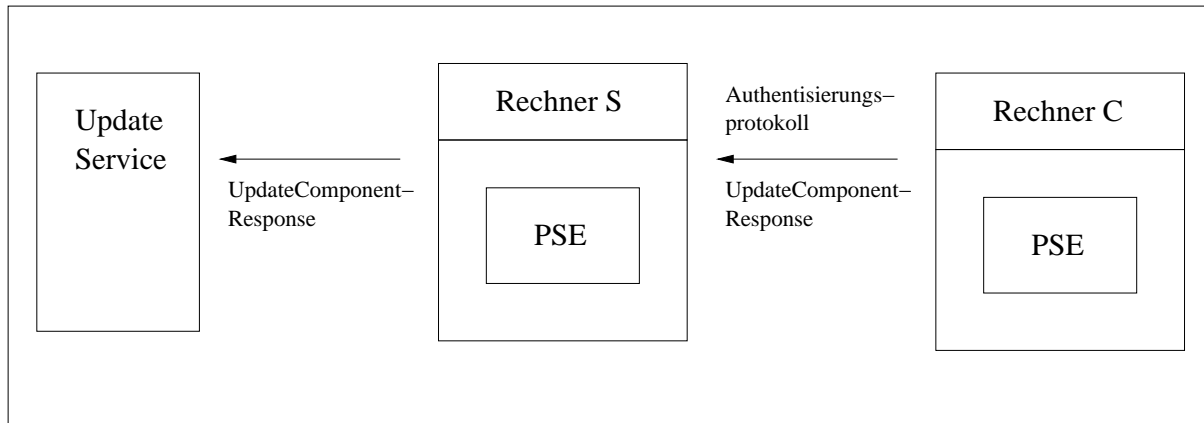 Update
Service
UpdateComponent–
Response
Rechner S
PSE
Authentisierungs–
protokoll
UpdateComponent–
Response
Rechner C
PSE